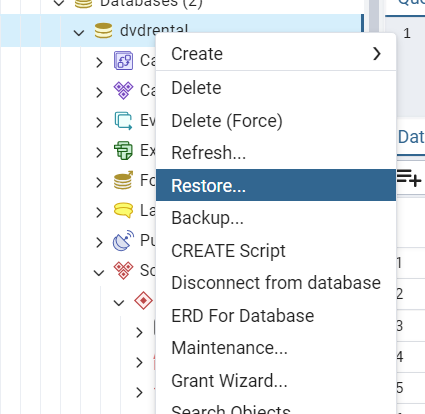 Databases (2)
dvdrental
Create
Delete
Delete (Force)
Refresh...
Restore...
Backup...
CREATE Script
Disconnect from database
ERD For Database
Maintenance...
Grant Wizard...
Search Objects
Ca
Ca
Ev
Ex
Fo
La
Pu
Sc
Que
1
Dat
1
2
3
4
5